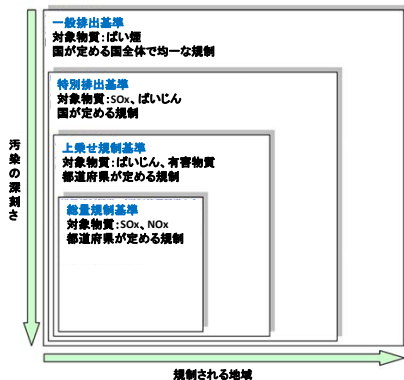 一般排出基準
対象物質：ばい煙
国が定める国全体で均一な規制
特別排出基準
対象物質：SOx、ばいじん
国が定める規制
上乗せ規制基準
対象物質：ばいじん、有害物質
都道府県が定める規制
総量規制基準
対象物質：SOx、NOx
都道府県が定める規制
汚染の深刻さ
規制される地域